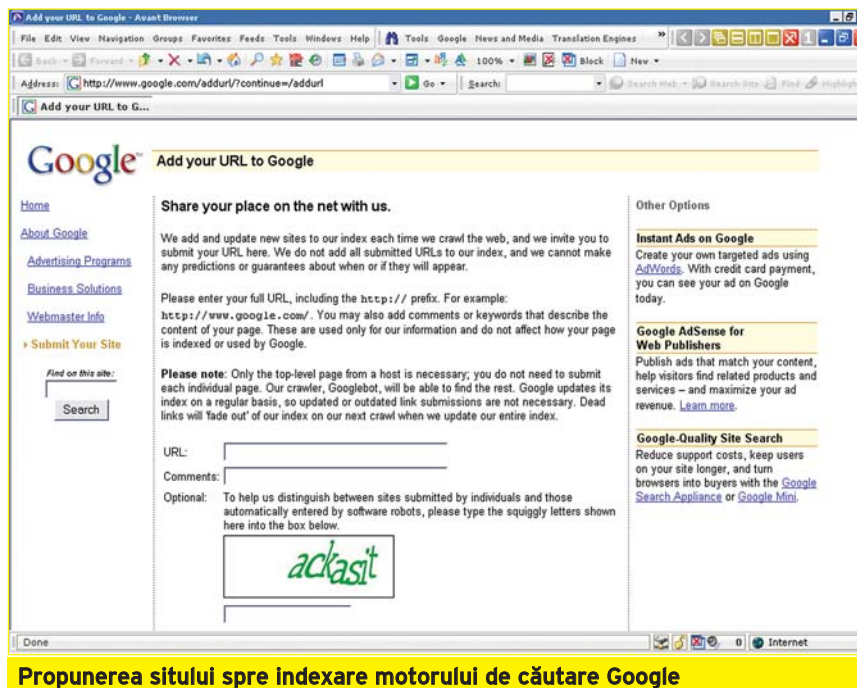 Add your URL to Google - Avant Browser
File Edit View Navigation Groups Favorites Feeds Tools Windows Help Tools Google News and Media Translation Engines »
Back Forward 100% Block New
Address: http://www.google.com/addurl/?continue=/addurl Go Search: Search Web Search Site Find Highlight
Add your URL to G...
Google™ Add your URL to Google
Home
About Google
Advertising Programs
Business Solutions
Webmaster Info
Submit Your Site
Find on this site:
Search
Share your place on the net with us.
We add and update new sites to our index each time we crawl the web, and we invite you to
submit your URL here. We do not add all submitted URLs to our index, and we cannot make
any predictions or guarantees about when or if they will appear.
Please enter your full URL, including the http:// prefix. For example:
http://www.google.com/. You may also add comments or keywords that describe the
content of your page. These are used only for our information and do not affect how your page
is indexed or used by Google.
Please note: Only the top-level page from a host is necessary; you do not need to submit
each individual page. Our crawler, Googlebot, will be able to find the rest. Google updates its
index on a regular basis, so updated or outdated link submissions are not necessary. Dead
links will 'fade out' of our index on our next crawl when we update our entire index.
URL:
Comments:
Optional: To help us distinguish between sites submitted by individuals and those
automatically entered by software robots, please type the squiggly letters shown
here into the box below.
ackasit
Other Options
Instant Ads on Google
Create your own targeted ads using
AdWords. With credit card payment,
you can see your ad on Google
today.
Google AdSense for
Web Publishers
Publish ads that match your content,
help visitors find related products and
services – and maximize your ad
revenue. Learn more.
Google-Quality Site Search
Reduce support costs, keep users
on your site longer, and turn
browsers into buyers with the Google
Search Appliance or Google Mini.
Done 0 Internet
Propunerea sitului spre indexare motorului de căutare Google